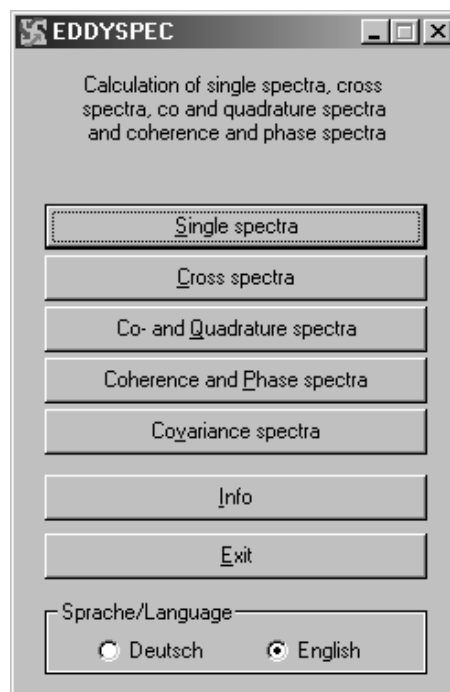 EDDYSPEC
Calculation of single spectra, cross
spectra, co and quadrature spectra
and coherence and phase spectra
Single spectra
Cross spectra
Co- and Quadrature spectra
Coherence and Phase spectra
Covariance spectra
Info
Exit
Sprache/Language
Deutsch English